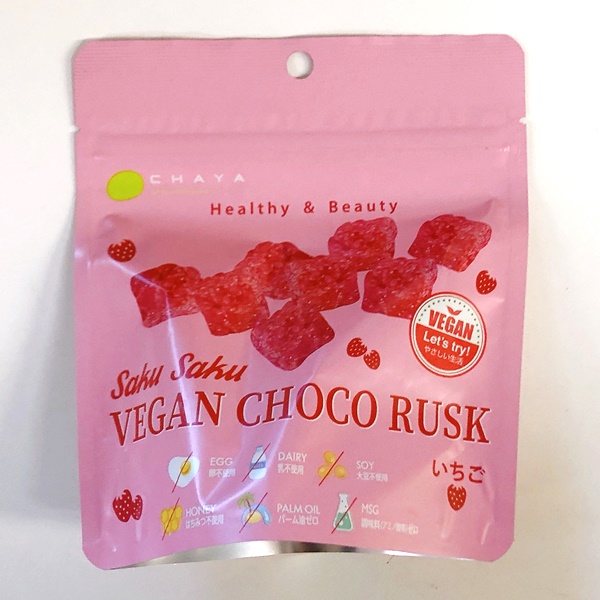 CHAYA
Healthy & Beauty
VEGAN
Let's try!
やさしい生活
Saku Saku
VEGAN CHOCO RUSK
いちご
EGG
卵不使用
DAIRY
乳不使用
SOY
大豆不使用
HONEY
はちみつ不使用
PALM OIL
パーム油ゼロ
MSG